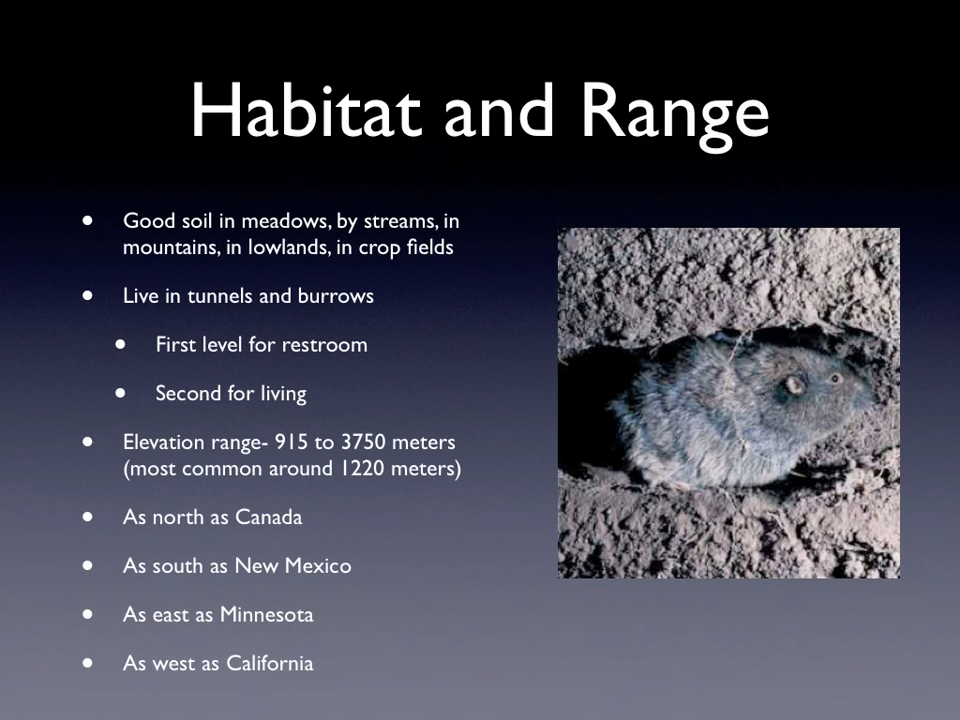 Habitat and Range
• Good soil in meadows, by streams, in
mountains, in lowlands, in crop fields
• Live in tunnels and burrows
• First level for restroom
• Second for living
• Elevation range- 915 to 3750 meters
(most common around 1220 meters)
• As north as Canada
• As south as New Mexico
• As east as Minnesota
• As west as California